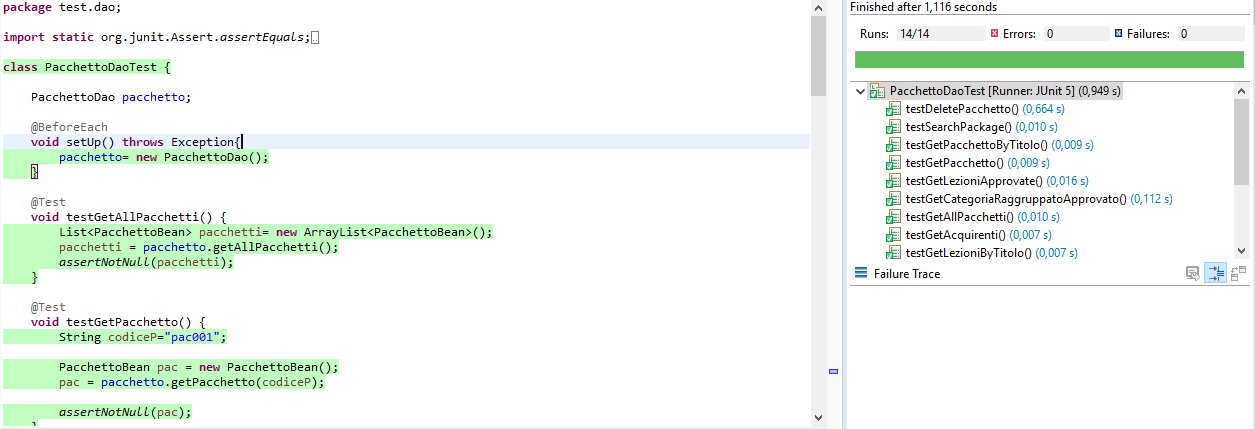 package test.dao;
import static org.junit.Assert.assertEquals;
class PacchettoDaoTest {
PacchettoDao pacchetto;
@BeforeEach
void setUp() throws Exception{
pacchetto= new PacchettoDao();
}
@Test
void testGetAllPacchetti() {
List<PacchettoBean> pacchetti= new ArrayList<PacchettoBean>();
pacchetti = pacchetto.getAllPacchetti();
assertNotNull(pacchetti);
}
@Test
void testGetPacchetto() {
String codiceP="pac001";
PacchettoBean pac = new PacchettoBean();
pac = pacchetto.getPacchetto(codiceP);
assertNotNull(pac);
Finished after 1,116 seconds
Runs: 14/14 Errors: 0 Failures: 0
PacchettoDaoTest [Runner: JUnit 5] (0,949 s)
testDeletePacchetto() (0,664 s)
testSearchPackage() (0,010 s)
testGetPacchettoByTitolo() (0,009 s)
testGetPacchetto() (0,009 s)
testGetLezioniApprovate() (0,016 s)
testGetCategoriaRaggruppatoApprovato() (0,112 s)
testGetAllPacchetti() (0,010 s)
testGetAcquirenti() (0,007 s)
testGetLezioniByTitolo() (0,007 s)
Failure Trace